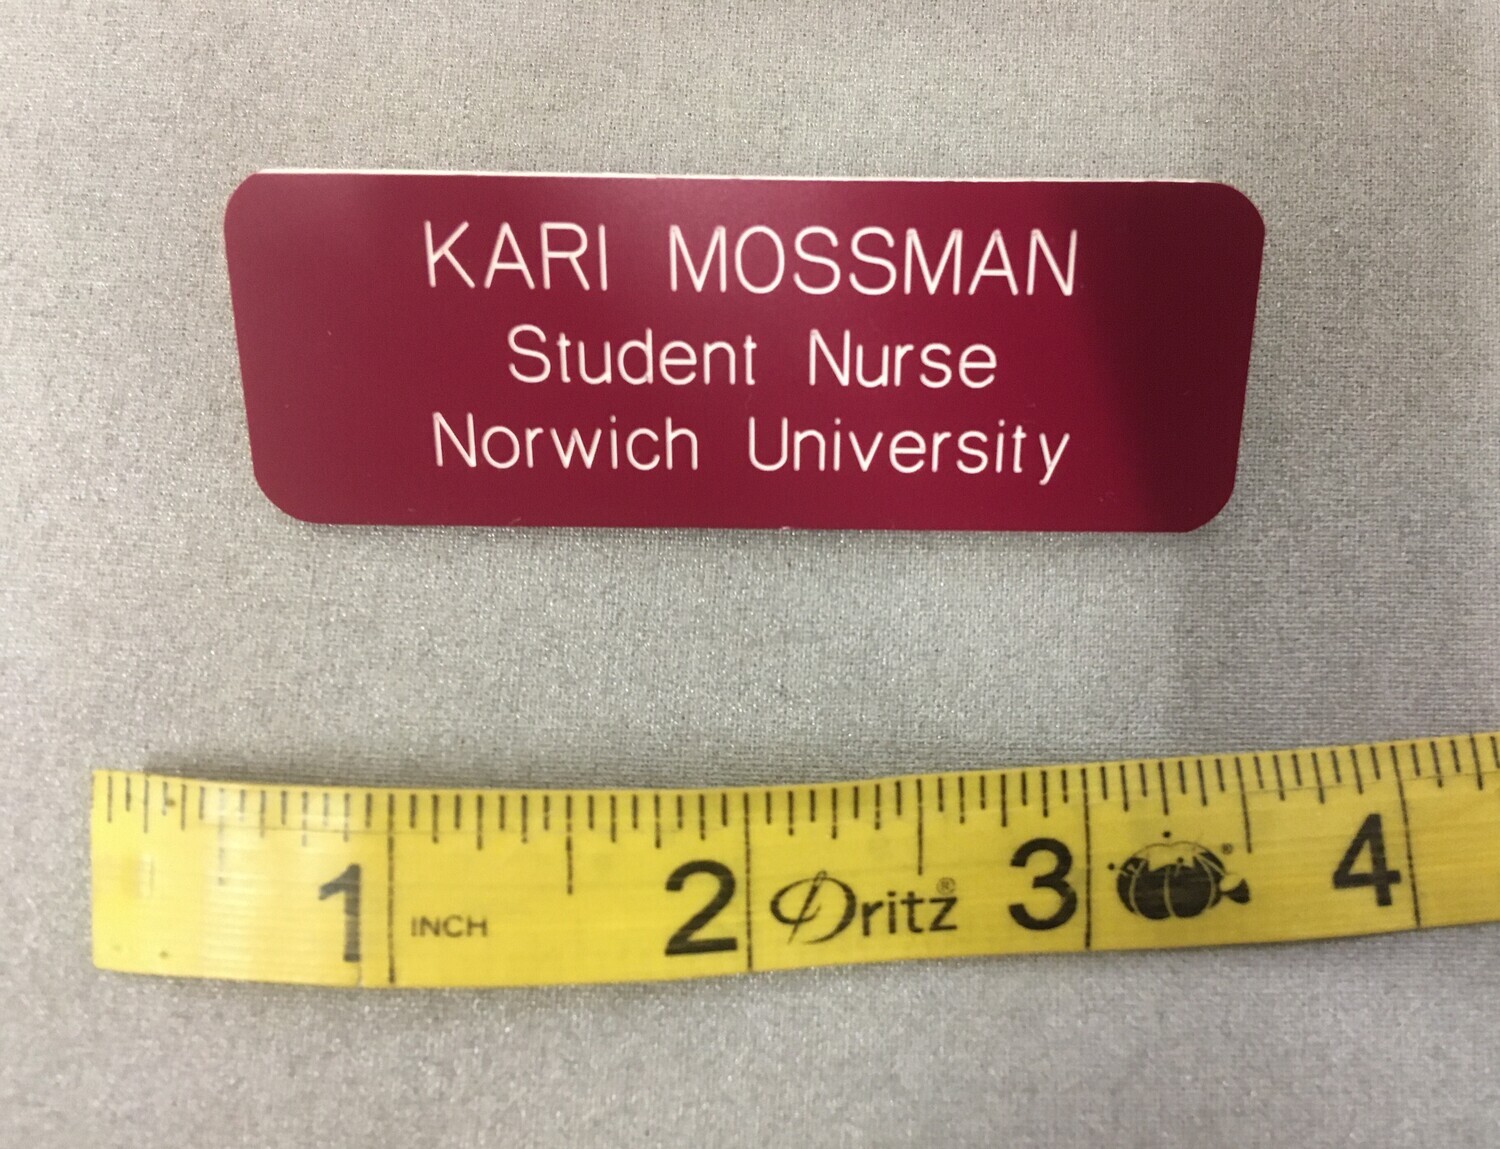 KARI MOSSMAN
Student Nurse
Norwich University
1 INCH 2 Dritz® 3 ® 4